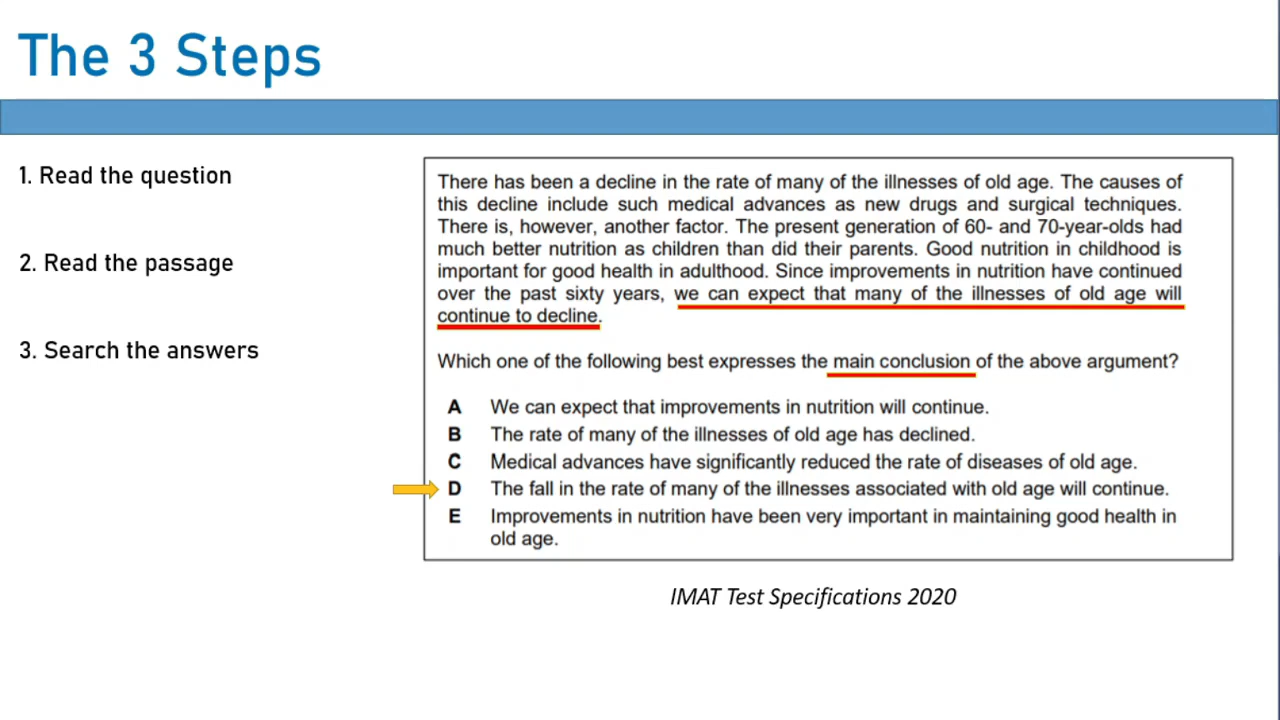 The 3 Steps
1. Read the question
2. Read the passage
3. Search the answers
There has been a decline in the rate of many of the illnesses of old age. The causes of
this decline include such medical advances as new drugs and surgical techniques.
There is, however, another factor. The present generation of 60- and 70-year-olds had
much better nutrition as children than did their parents. Good nutrition in childhood is
important for good health in adulthood. Since improvements in nutrition have continued
over the past sixty years, we can expect that many of the illnesses of old age will
continue to decline.
Which one of the following best expresses the main conclusion of the above argument?
A We can expect that improvements in nutrition will continue.
B The rate of many of the illnesses of old age has declined.
C Medical advances have significantly reduced the rate of diseases of old age.
D The fall in the rate of many of the illnesses associated with old age will continue.
E Improvements in nutrition have been very important in maintaining good health in
old age.
IMAT Test Specifications 2020